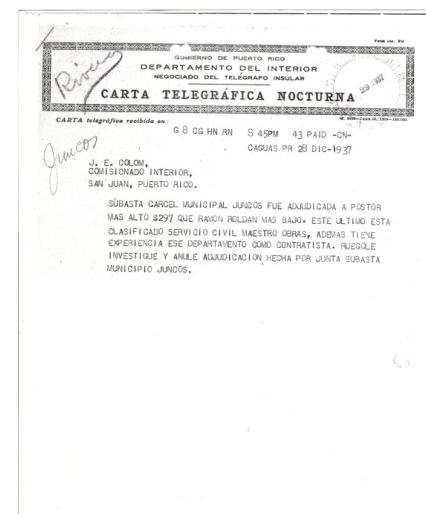 Rivera
GOBIERNO DE PUERTO RICO
DEPARTAMENTO DEL INTERIOR
NEGOCIADO DEL TELÉGRAFO INSULAR
CARTA TELEGRÁFICA NOCTURNA
CARTA telegráfica recibida en:
G 8 CG HN RN 8 45PM 43 PAID -CN-
CAGUAS PR 28 DIC-1937
Juncos
J. E. COLOM,
COMISIONADO INTERIOR,
SAN JUAN, PUERTO RICO.
SUBASTA CARCEL MUNICIPAL JUNCOS FUE ADJUDICADA A POSTOR
MAS ALTO $297 QUE RAMON ROLDAN MAS BAJO. ESTE ULTIMO ESTA
CLASIFICADO SERVICIO CIVIL MAESTRO OBRAS, ADEMAS TIENE
EXPERIENCIA ESE DEPARTAMENTO COMO CONTRATISTA. RUEGOLE
INVESTIGUE Y ANULE ADJUDICACION HECHA POR JUNTA SUBASTA
MUNICIPIO JUNCOS.